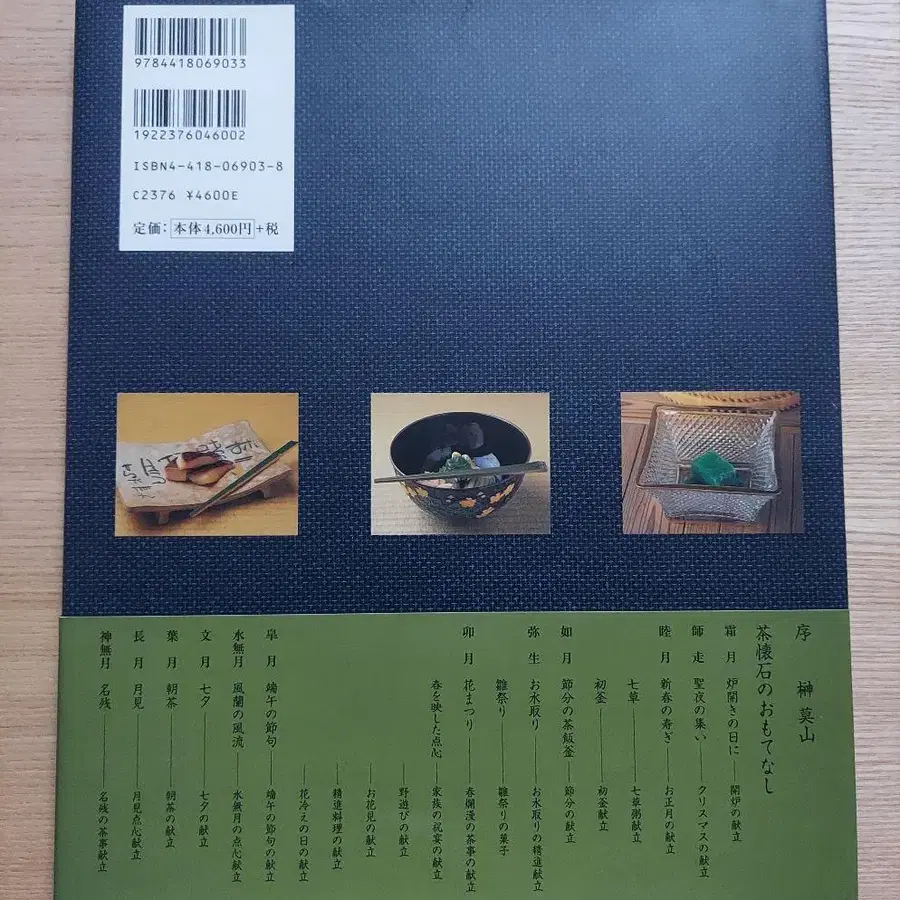 9784418069033
1922376046002
ISBN4-418-06903-8
C2376 ¥4600E
定価：本体4,600円+税
序 榊 莫山
茶懐石のおもてなし
霜月 炉開きの日に──開炉の献立
師走 聖夜の集い──クリスマスの献立
睦月 新春の寿ぎ──お正月の献立
七草──七草粥献立
初釜──初釜献立
如月 節分の茶飯釜──節分の献立
弥生 お水取り──お水取りの精進献立
雛祭り──雛祭りの菓子
卯月 花まつり──春爛漫の茶事の献立
春を映した点心──家族の祝宴の献立
野遊びの献立
お花見の献立
精進料理の献立
花冷えの日の献立
皐月 端午の節句──端午の節句の献立
水無月 風蘭の風流──水無月の点心献立
文月 七夕──七夕の献立
葉月 朝茶──朝茶の献立
長月 月見──月見点心献立
神無月 名残──名残の茶事献立